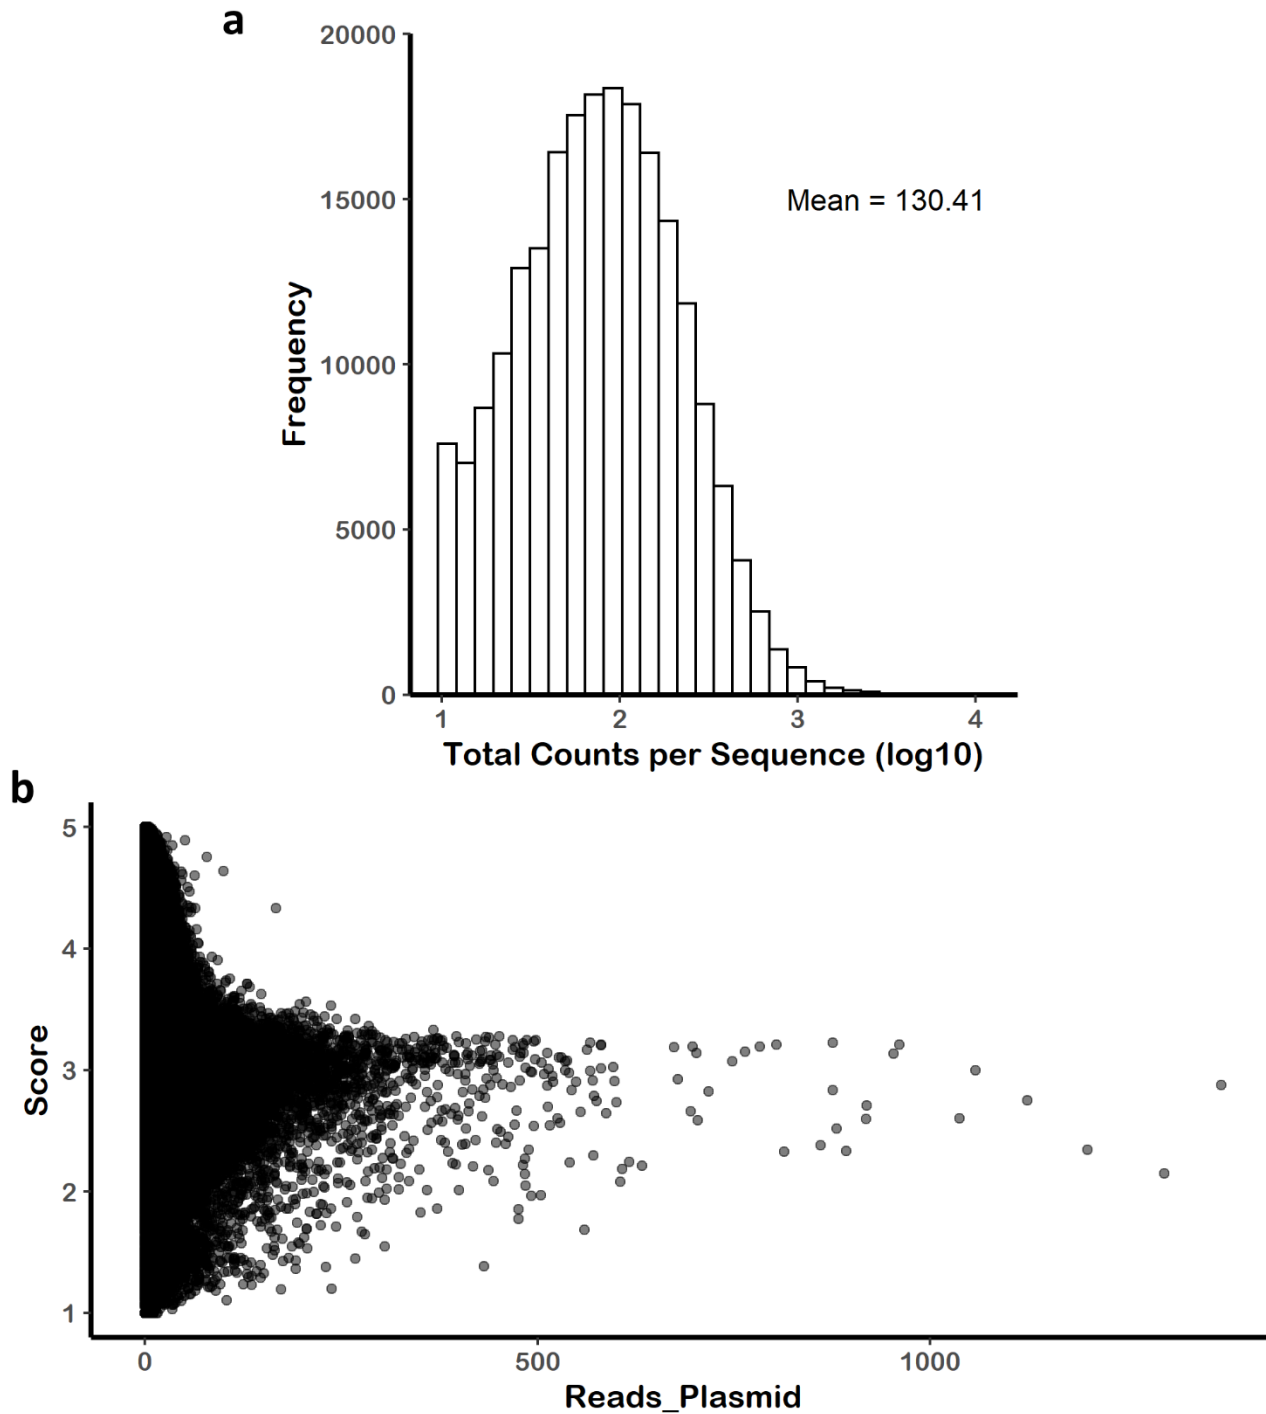 a
20000
15000
10000
5000
0
Frequency
Mean = 130.41
1 2 3 4
Total Counts per Sequence (log10)
b
5
4
3
2
1
Score
0 500 1000
Reads_Plasmid